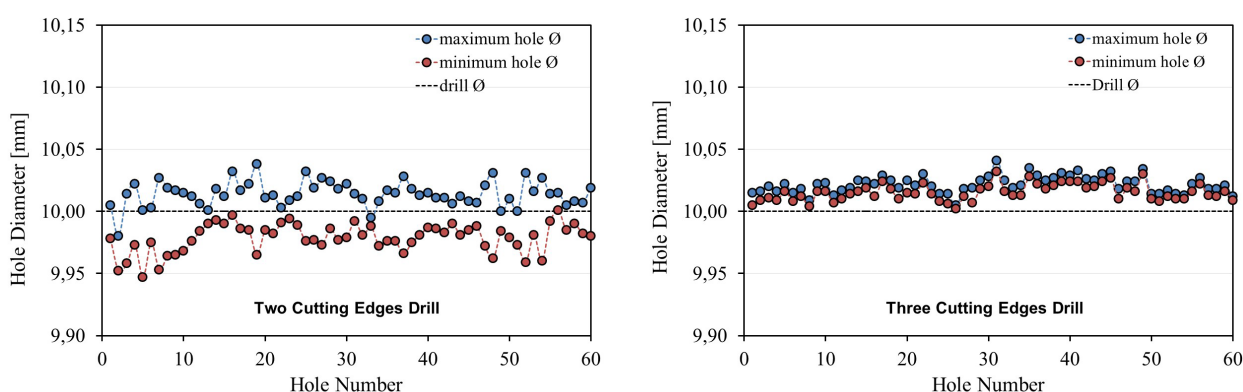 10,15
10,10
10,05
10,00
9,95
9,90
Hole Diameter [mm]
maximum hole Ø
minimum hole Ø
drill Ø
Two Cutting Edges Drill
0 10 20 30 40 50 60
Hole Number
10,15
10,10
10,05
10,00
9,95
9,90
Hole Diameter [mm]
maximum hole Ø
minimum hole Ø
Drill Ø
Three Cutting Edges Drill
0 10 20 30 40 50 60
Hole Number